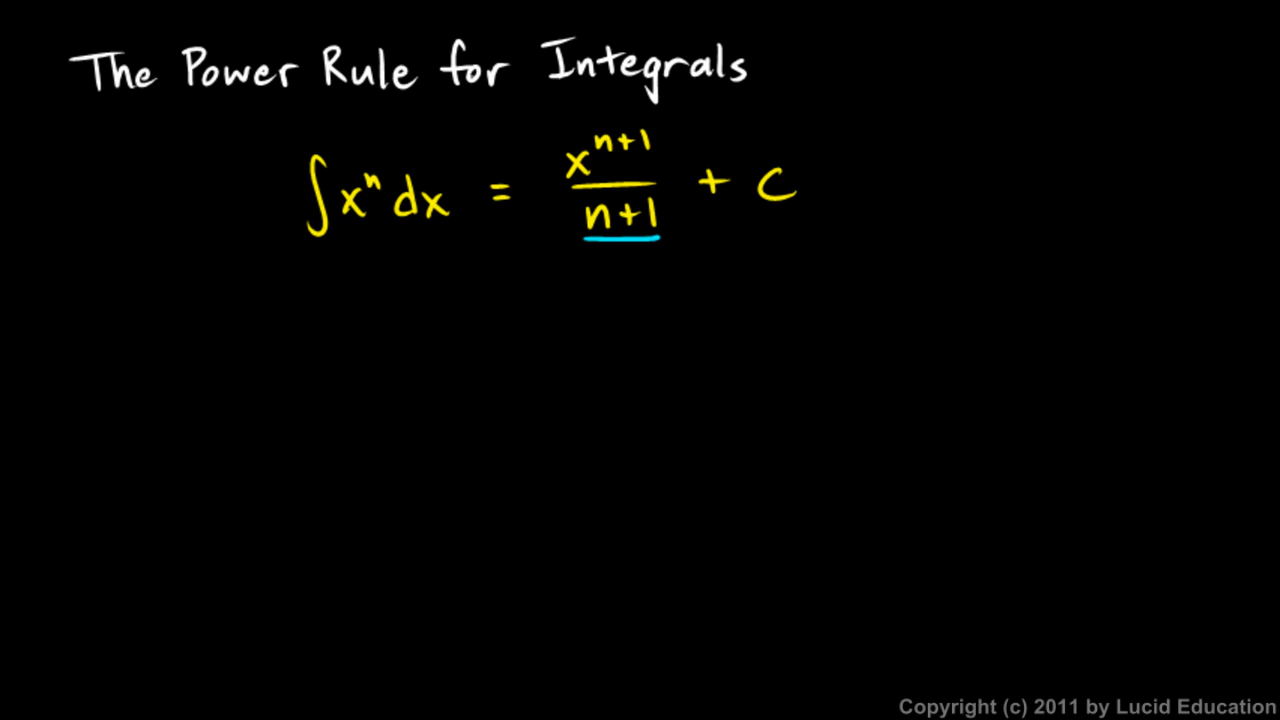 The Power Rule for Integrals
∫xⁿ dx = xⁿ⁺¹/(n+1) + C
Copyright (c) 2011 by Lucid Education